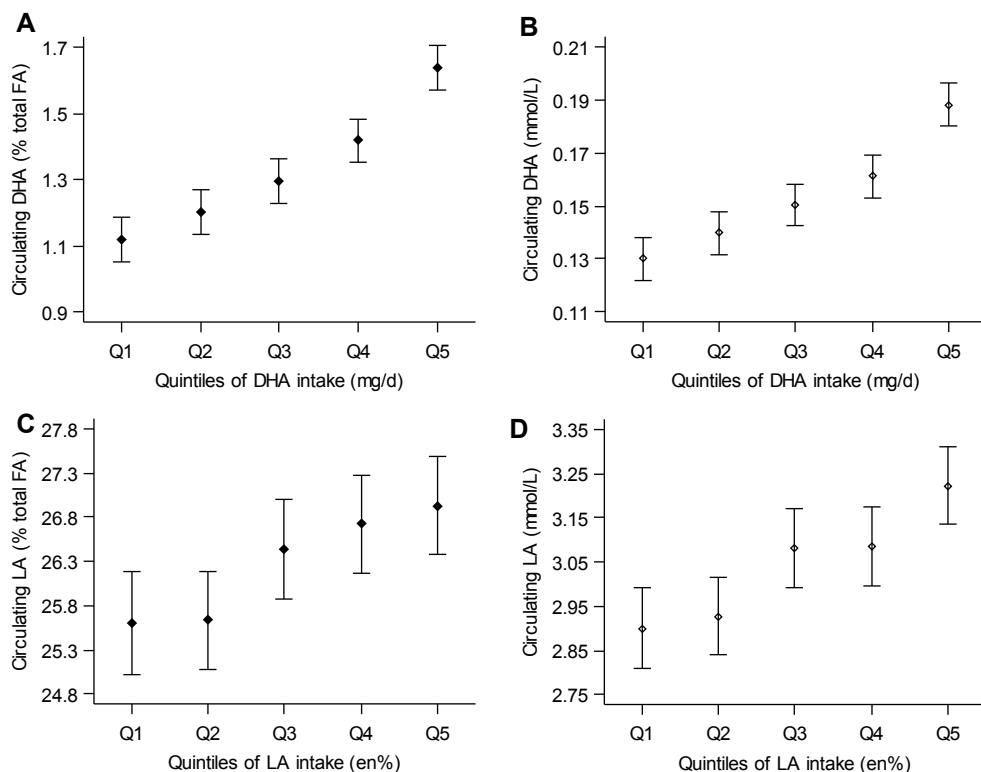 A
Circulating DHA (% total FA)
1.7
1.5
1.3
1.1
0.9
Q1 Q2 Q3 Q4 Q5
Quintiles of DHA intake (mg/d)
B
Circulating DHA (mmol/L)
0.21
0.19
0.17
0.15
0.13
0.11
Q1 Q2 Q3 Q4 Q5
Quintiles of DHA intake (mg/d)
C
Circulating LA (% total FA)
27.8
27.3
26.8
26.3
25.8
25.3
24.8
Q1 Q2 Q3 Q4 Q5
Quintiles of LA intake (en%)
D
Circulating LA (mmol/L)
3.35
3.25
3.15
3.05
2.95
2.85
2.75
Q1 Q2 Q3 Q4 Q5
Quintiles of LA intake (en%)